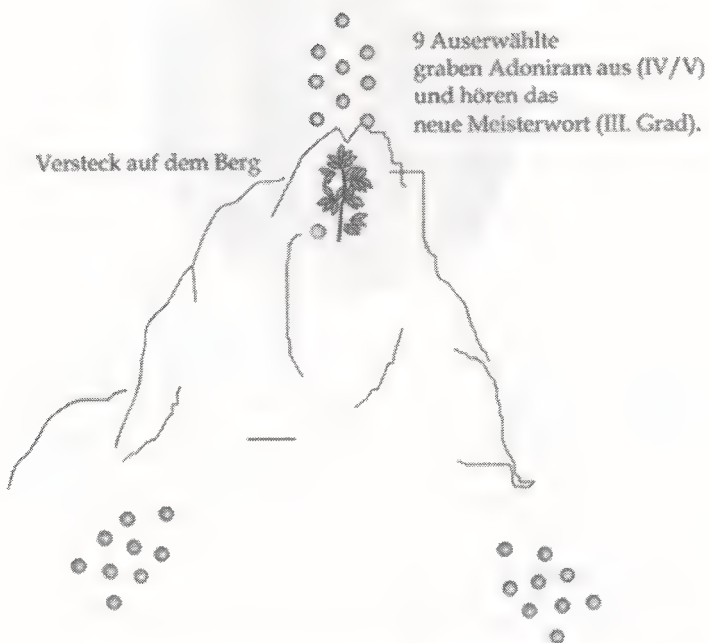 9 Auserwählte
graben Adoniram aus (IV/V)
und hören das
neue Meisterwort (III. Grad).
Versteck auf dem Berg